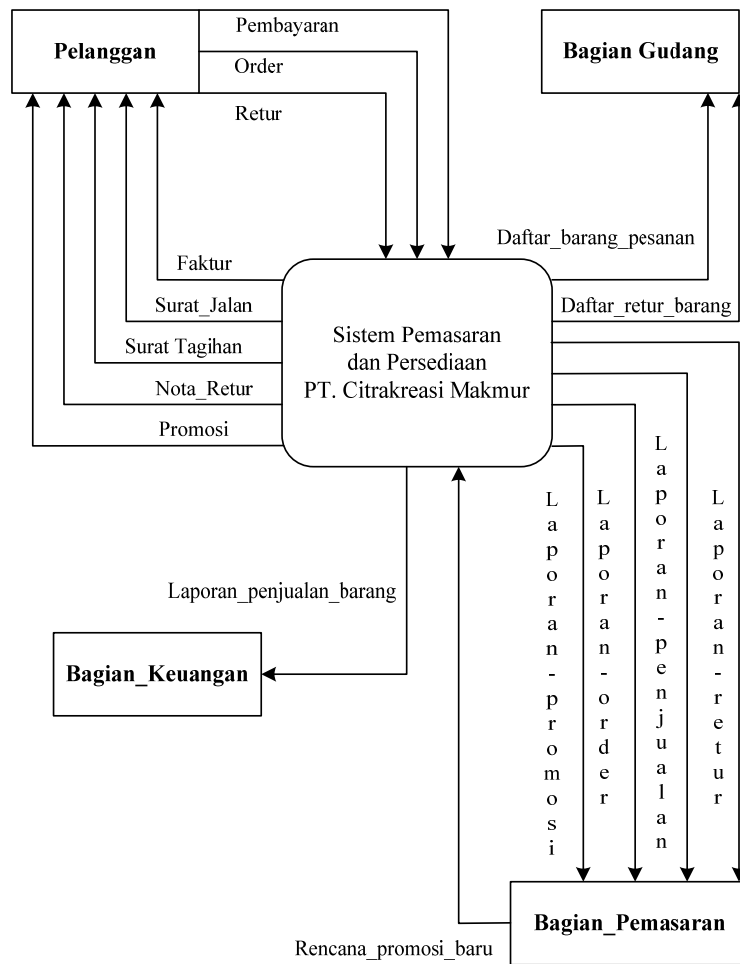 Pelanggan
Pembayaran
Order
Retur
Bagian Gudang
Daftar_barang_pesanan
Daftar_retur_barang
Faktur
Surat_Jalan
Surat Tagihan
Nota_Retur
Promosi
Sistem Pemasaran
dan Persediaan
PT. Citrakreasi Makmur
Laporan_penjualan_barang
Bagian_Keuangan
Laporan-promosi
Laporan-order
Laporan-penjualan
Laporan-retur
Bagian_Pemasaran
Rencana_promosi_baru